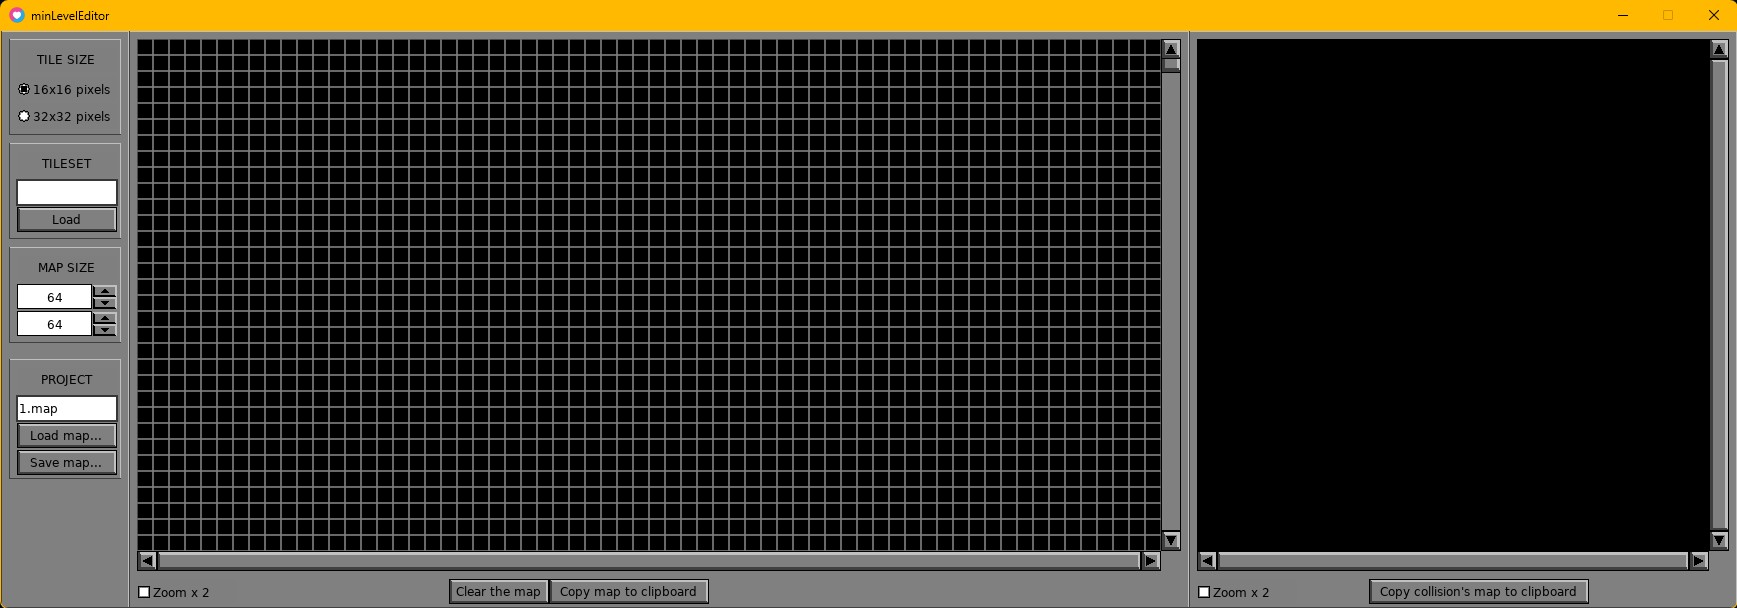 minLevelEditor
TILE SIZE
16x16 pixels
32x32 pixels
TILESET
Load
MAP SIZE
64
64
PROJECT
1.map
Load map...
Save map...
Zoom x 2
Clear the map
Copy map to clipboard
Zoom x 2
Copy collision's map to clipboard